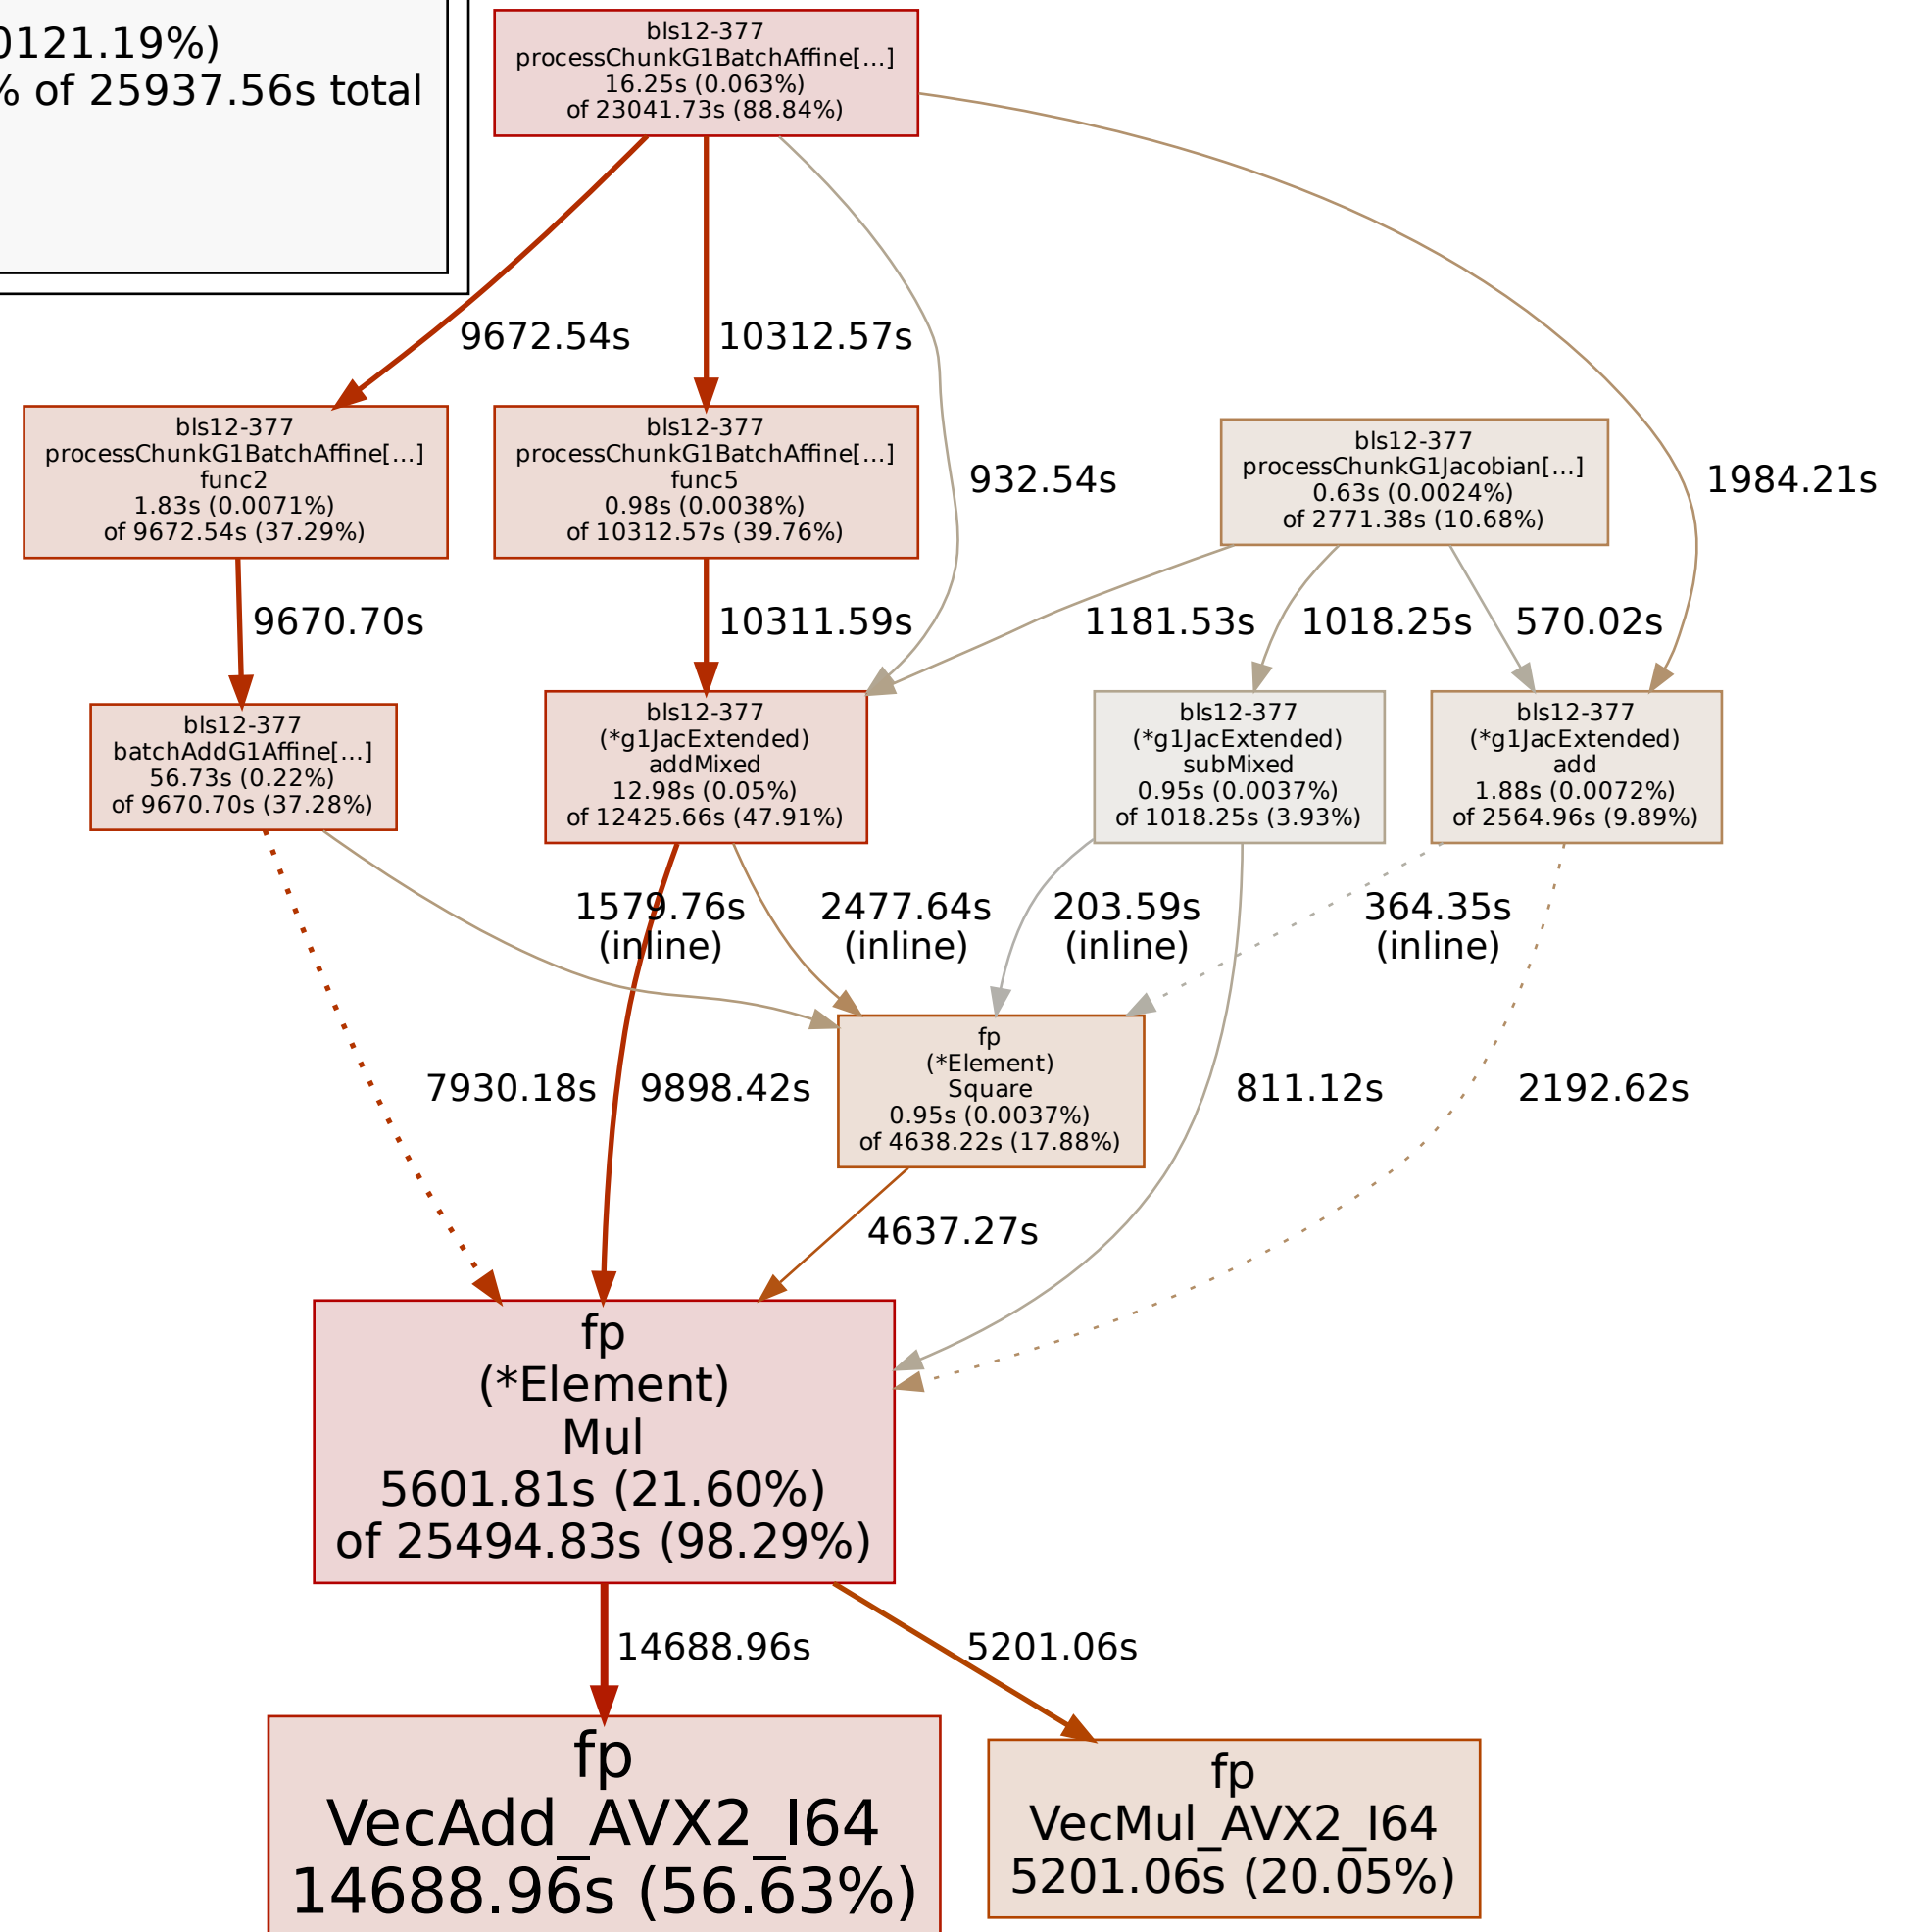 0121.19%)
% of 25937.56s total
bls12-377
processChunkG1BatchAffine[...]
16.25s (0.063%)
of 23041.73s (88.84%)
9672.54s
10312.57s
932.54s
1984.21s
bls12-377
processChunkG1BatchAffine[...]
func2
1.83s (0.0071%)
of 9672.54s (37.29%)
bls12-377
processChunkG1BatchAffine[...]
func5
0.98s (0.0038%)
of 10312.57s (39.76%)
bls12-377
processChunkG1Jacobian[...]
0.63s (0.0024%)
of 2771.38s (10.68%)
9670.70s
10311.59s
1181.53s
1018.25s
570.02s
bls12-377
batchAddG1Affine[...]
56.73s (0.22%)
of 9670.70s (37.28%)
bls12-377
(*g1JacExtended)
addMixed
12.98s (0.05%)
of 12425.66s (47.91%)
bls12-377
(*g1JacExtended)
subMixed
0.95s (0.0037%)
of 1018.25s (3.93%)
bls12-377
(*g1JacExtended)
add
1.88s (0.0072%)
of 2564.96s (9.89%)
1579.76s
(inline)
2477.64s
(inline)
203.59s
(inline)
364.35s
(inline)
fp
(*Element)
Square
0.95s (0.0037%)
of 4638.22s (17.88%)
7930.18s
9898.42s
811.12s
2192.62s
4637.27s
fp
(*Element)
Mul
5601.81s (21.60%)
of 25494.83s (98.29%)
14688.96s
5201.06s
fp
VecAdd_AVX2_I64
14688.96s (56.63%)
fp
VecMul_AVX2_I64
5201.06s (20.05%)